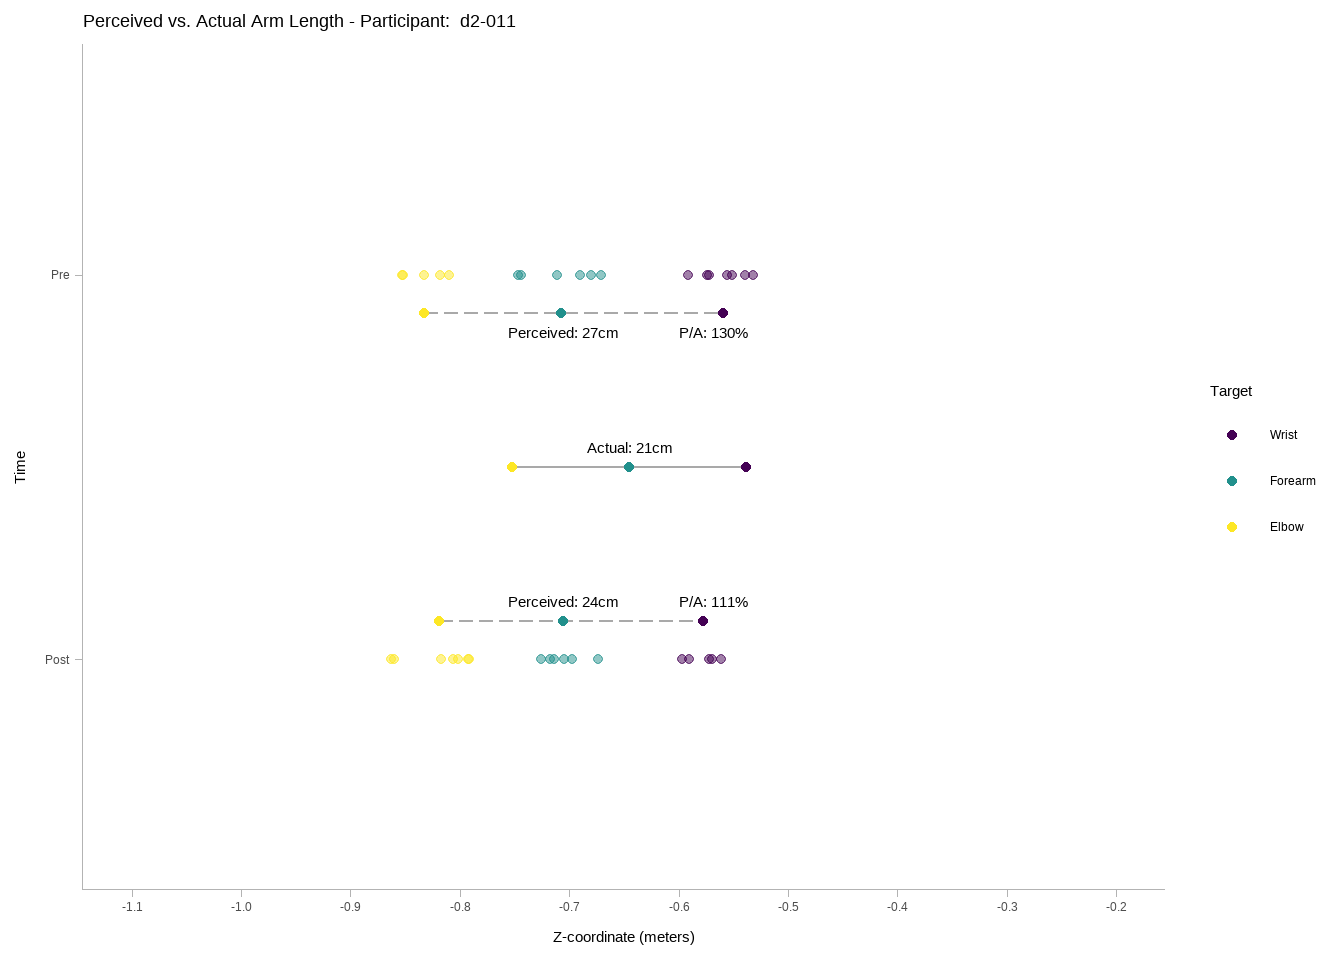 Perceived vs. Actual Arm Length - Participant:  d2-011
Pre
Perceived: 27cm
P/A: 130%
Actual: 21cm
Time
Perceived: 24cm
P/A: 111%
Post
-1.1
-1.0
-0.9
-0.8
-0.7
-0.6
-0.5
-0.4
-0.3
-0.2
Z-coordinate (meters)
Target
Wrist
Forearm
Elbow